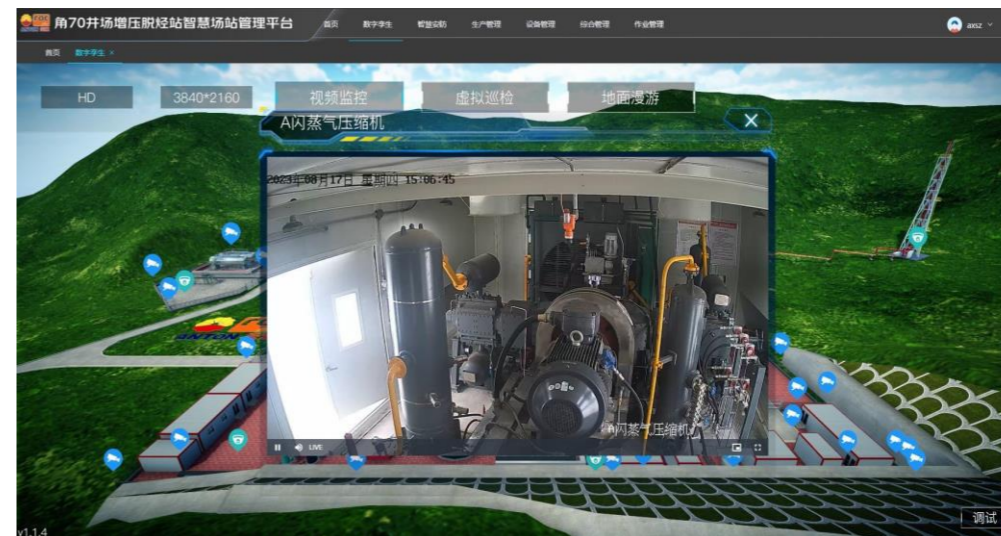 角70井场增压脱烃站智慧场站管理平台
首页 数字孪生 智慧安防 生产管理 设备管理 综合管理 作业管理
axsz
首页 数字孪生 ×
HD 3840*2160 视频监控 虚拟巡检 地面漫游
A闪蒸气压缩机
2023年08月17日 星期四 15:06:45
A闪蒸气压缩机
LIVE
调试
v1.1.4